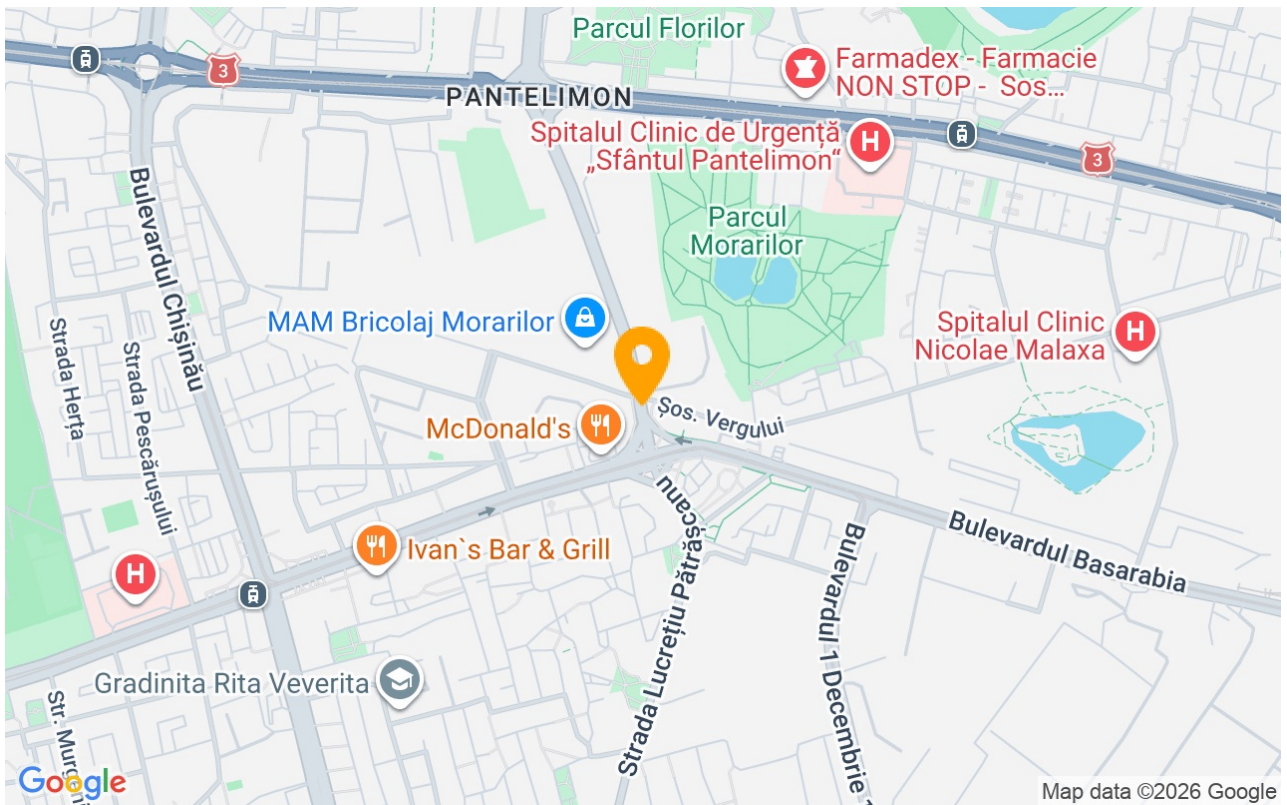 Parcul Florilor
3
Farmadex - Farmacie
NON STOP -  Sos...
PANTELIMON
Spitalul Clinic de Urgență
„Sfântul Pantelimon“
H
3
Bulevardul Chișinău
Parcul
Morarilor
MAM Bricolaj Morarilor
Spitalul Clinic
Nicolae Malaxa
H
Strada Herța
Strada Pescărușului
McDonald's
Șos. Vergului
Strada Lucrețiu Pătrășcanu
Bulevardul Basarabia
Bulevardul 1 Decembrie 1
Ivan`s Bar & Grill
H
Gradinita Rita Veverita
Str.
Google
Map data ©2026 Google